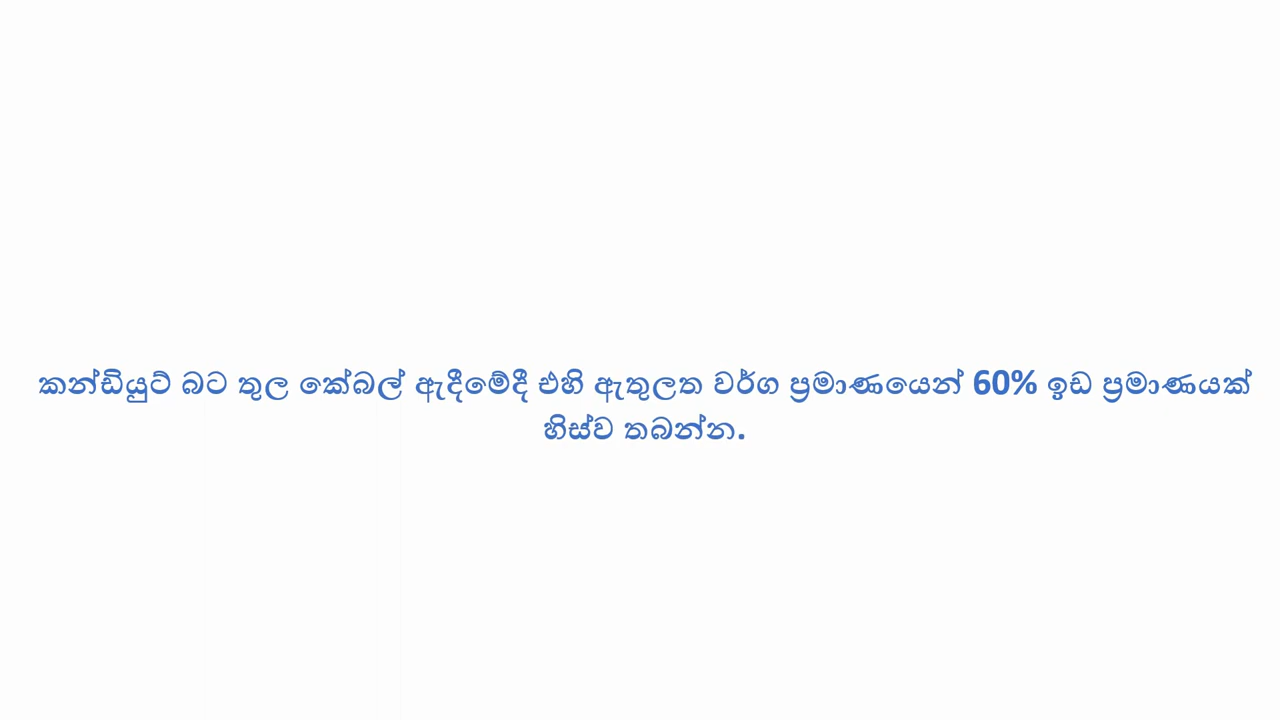 කන්ඩියුට් බට තුල කේබල් ඇදීමේදී එහි ඇතුලත වර්ග ප්‍රමාණයෙන් 60% ඉඩ ප්‍රමාණයක්
හිස්ව තබන්න.